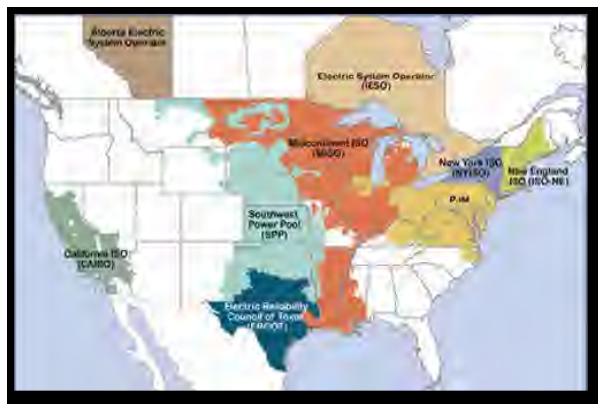 Alberta Electric
System Operator
Electric System Operator
(IESO)
Midcontinent ISO
(MISO)
New York ISO
(NYISO)
New England
ISO (ISO-NE)
PJM
Southwest
Power Pool
(SPP)
California ISO
(CAISO)
Electric Reliability
Council of Texas
(ERCOT)